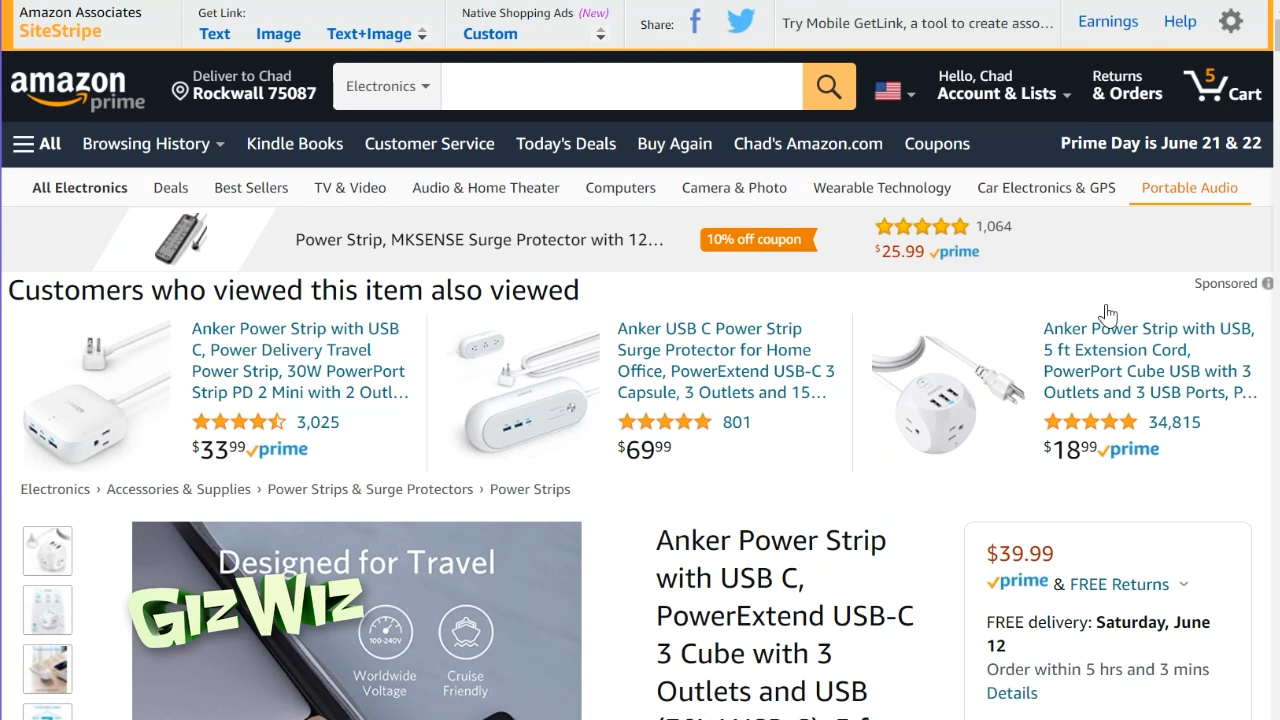 Amazon Associates
SiteStripe
Get Link:
Text Image Text+Image
Native Shopping Ads (New)
Custom
Share:
Try Mobile GetLink, a tool to create asso...
Earnings Help
amazon prime
Deliver to Chad
Rockwall 75087
Electronics
Hello, Chad
Account & Lists
Returns
& Orders
5
Cart
All Browsing History Kindle Books Customer Service Today's Deals Buy Again Chad's Amazon.com Coupons Prime Day is June 21 & 22
All Electronics Deals Best Sellers TV & Video Audio & Home Theater Computers Camera & Photo Wearable Technology Car Electronics & GPS Portable Audio
Power Strip, MKSENSE Surge Protector with 12...
10% off coupon
1,064
$25.99 prime
Customers who viewed this item also viewed
Sponsored
Anker Power Strip with USB
C, Power Delivery Travel
Power Strip, 30W PowerPort
Strip PD 2 Mini with 2 Outl...
3,025
$33.99 prime
Anker USB C Power Strip
Surge Protector for Home
Office, PowerExtend USB-C 3
Capsule, 3 Outlets and 15...
801
$69.99
Anker Power Strip with USB,
5 ft Extension Cord,
PowerPort Cube USB with 3
Outlets and 3 USB Ports, P...
34,815
$18.99 prime
Electronics › Accessories & Supplies › Power Strips & Surge Protectors › Power Strips
Designed for Travel
GizWiz
100-240V
Worldwide
Voltage
Cruise
Friendly
Anker Power Strip
with USB C,
PowerExtend USB-C
3 Cube with 3
Outlets and USB
$39.99
prime & FREE Returns
FREE delivery: Saturday, June
12
Order within 5 hrs and 3 mins
Details